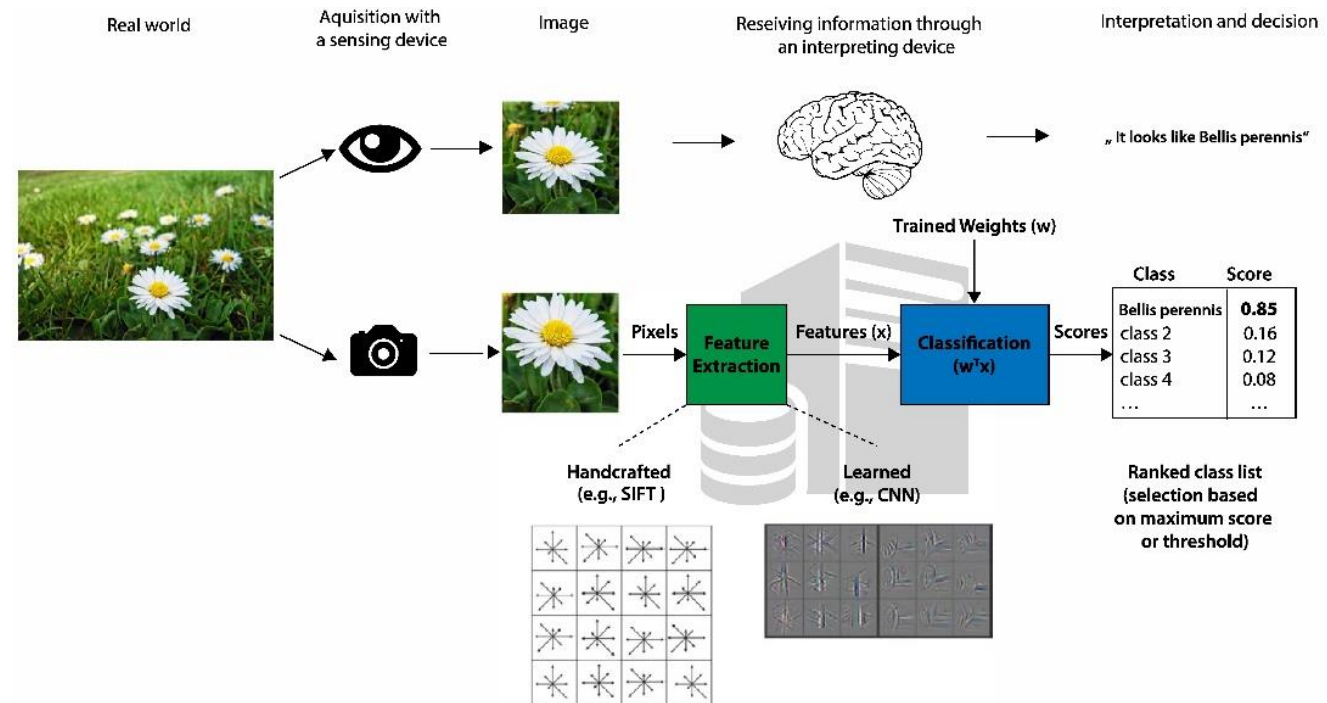 Real world
Aquisition with
a sensing device
Image
Reseiving information through
an interpreting device
Interpretation and decision
„ It looks like Bellis perennis“
Trained Weights (w)
Pixels
Feature
Extraction
Features (x)
Classification
(wᵀx)
Scores
Class Score
Bellis perennis 0.85
class 2 0.16
class 3 0.12
class 4 0.08
... ...
Handcrafted
(e.g., SIFT )
Learned
(e.g., CNN)
Ranked class list
(selection based
on maximum score
or threshold)